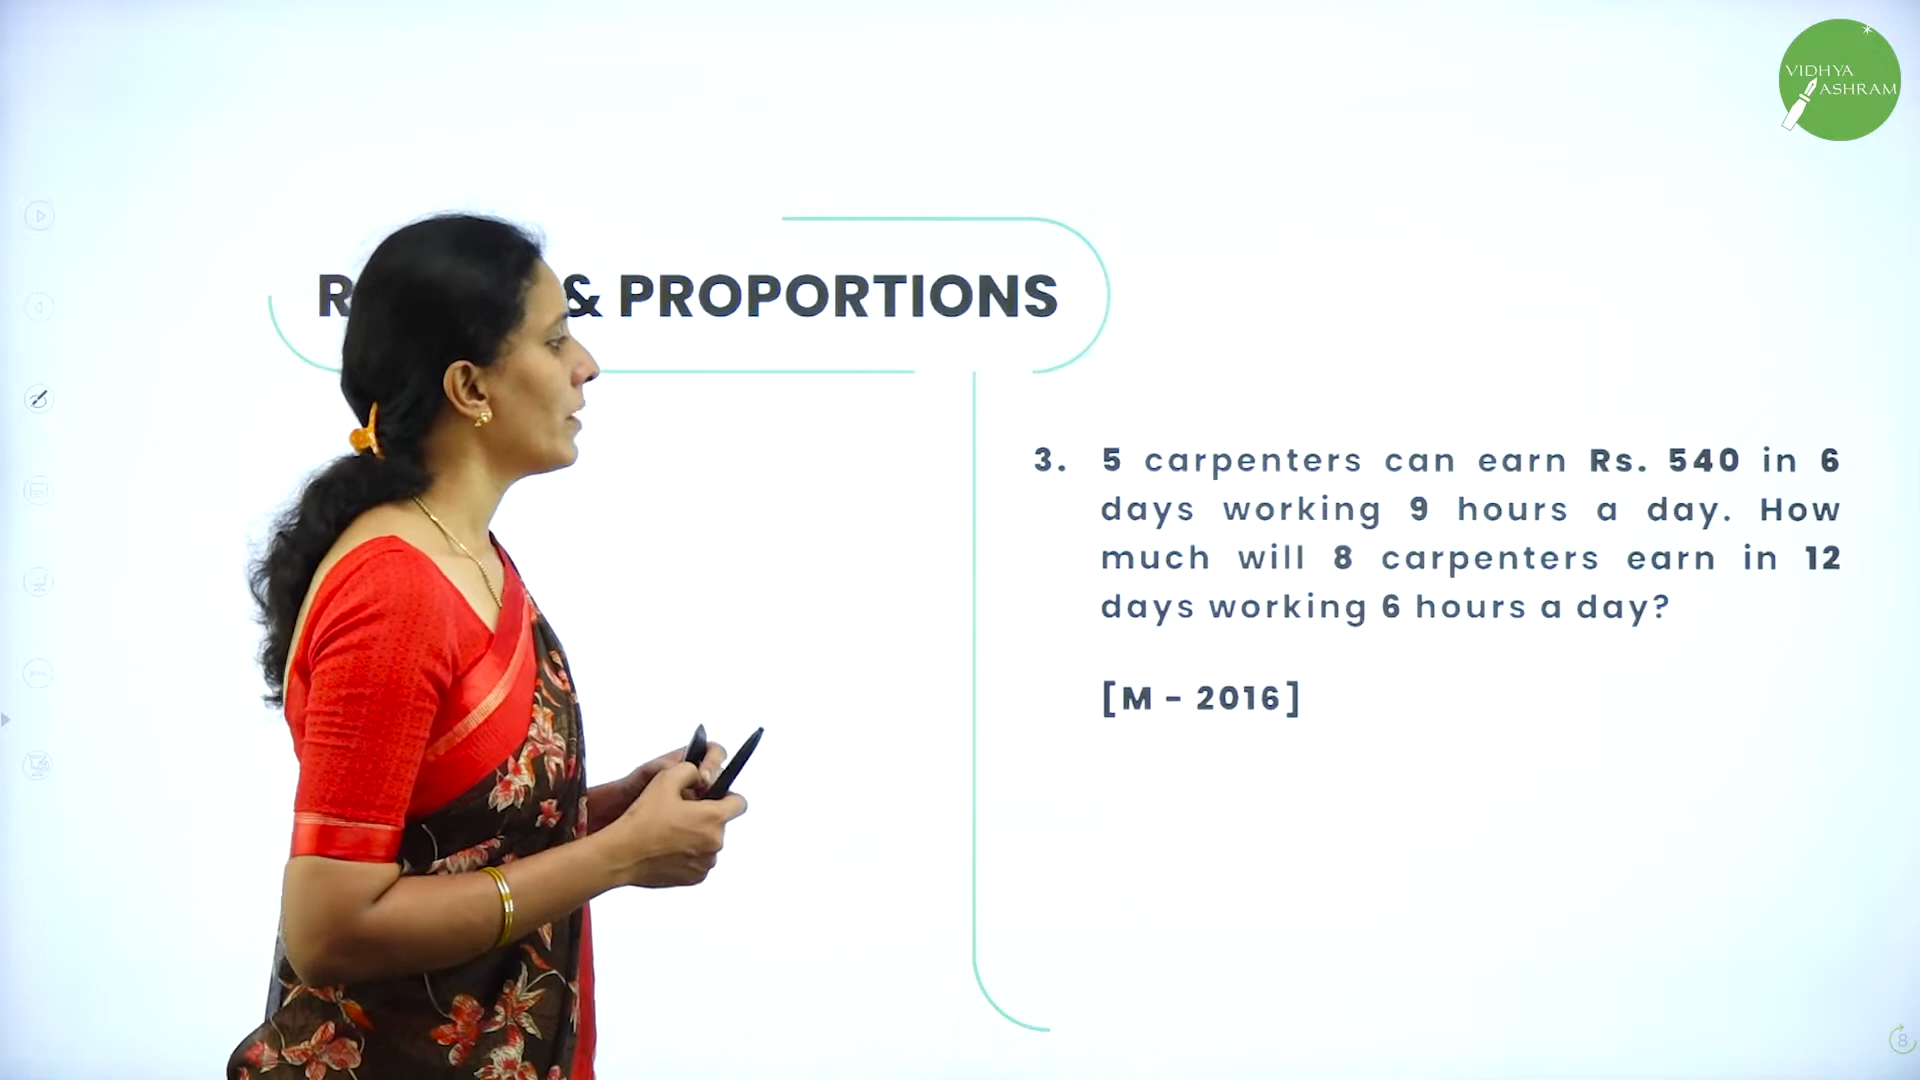 VIDHYA
ASHRAM
& PROPORTIONS
3. 5 carpenters can earn Rs. 540 in 6
days working 9 hours a day. How
much will 8 carpenters earn in 12
days working 6 hours a day?
[M - 2016]
8